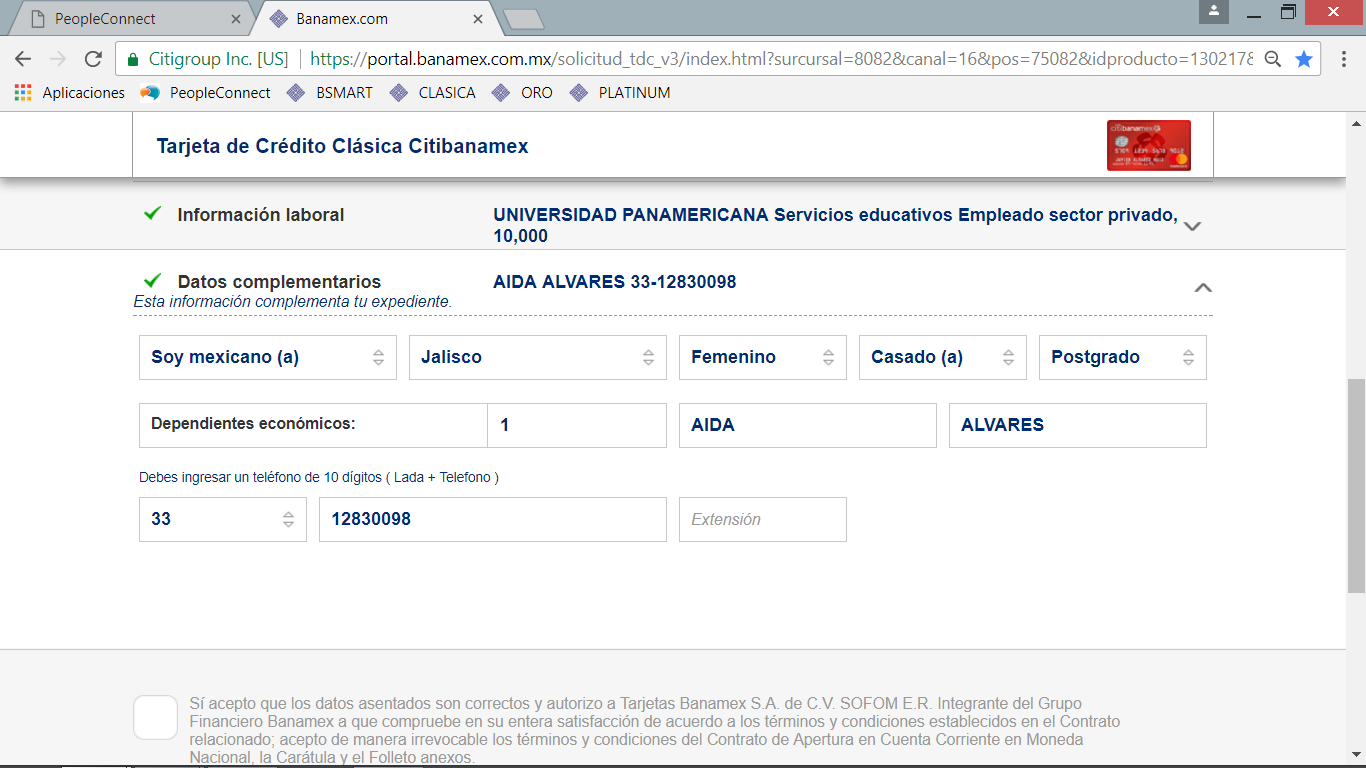 PeopleConnect
Banamex.com
Citigroup Inc. [US] https://portal.banamex.com.mx/solicitud_tdc_v3/index.html?sursursal=8082&canal=16&pos=75082&idproducto=130217&
Aplicaciones PeopleConnect BSMART CLASICA ORO PLATINUM
Tarjeta de Crédito Clásica Citibanamex
citibanamex
Información laboral
UNIVERSIDAD PANAMERICANA Servicios educativos Empleado sector privado,
10,000
Datos complementarios
AIDA ALVARES 33-12830098
Esta información complementa tu expediente.
Soy mexicano (a) Jalisco Femenino Casado (a) Postgrado
Dependientes económicos: 1 AIDA ALVARES
Debes ingresar un teléfono de 10 dígitos ( Lada + Telefono )
33 12830098 Extensión
Sí acepto que los datos asentados son correctos y autorizo a Tarjetas Banamex S.A. de C.V. SOFOM E.R. Integrante del Grupo
Financiero Banamex a que compruebe en su entera satisfacción de acuerdo a los términos y condiciones establecidos en el Contrato
relacionado; acepto de manera irrevocable los términos y condiciones del Contrato de Apertura en Cuenta Corriente en Moneda
Nacional, la Carátula y el Folleto anexos.